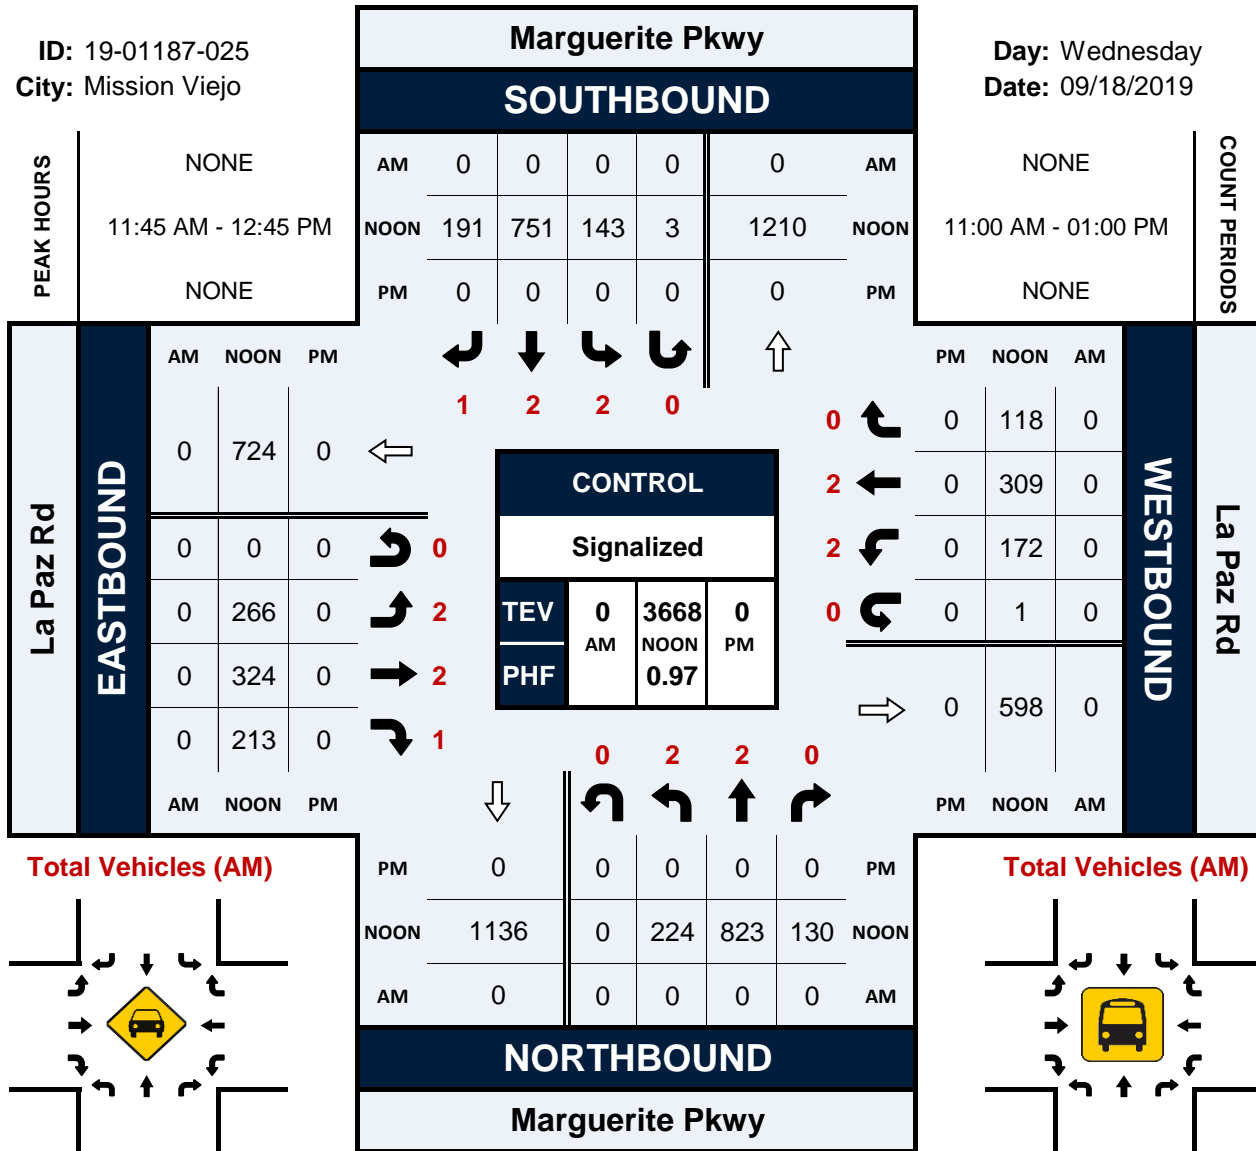 ID: 19-01187-025
City: Mission Viejo
Marguerite Pkwy
SOUTHBOUND
Day: Wednesday
Date: 09/18/2019
PEAK HOURS
NONE
11:45 AM - 12:45 PM
NONE
AM 0 0 0 0 0 AM
NOON 191 751 143 3 1210 NOON
PM 0 0 0 0 0 PM
NONE
11:00 AM - 01:00 PM
NONE
COUNT PERIODS
1 2 2 0
La Paz Rd
EASTBOUND
AM NOON PM
0 724 0
0 0 0 0
0 266 0 2
0 324 0 2
0 213 0 1
AM NOON PM
CONTROL
Signalized
TEV 0 3668 0
AM NOON PM
PHF 0.97
PM NOON AM
0 0 118 0
2 0 309 0
2 0 172 0
0 0 1 0
0 598 0
PM NOON AM
WESTBOUND
La Paz Rd
0 2 2 0
PM 0 0 0 0 0 PM
NOON 1136 0 224 823 130 NOON
AM 0 0 0 0 0 AM
NORTHBOUND
Marguerite Pkwy
Total Vehicles (AM)
Total Vehicles (AM)